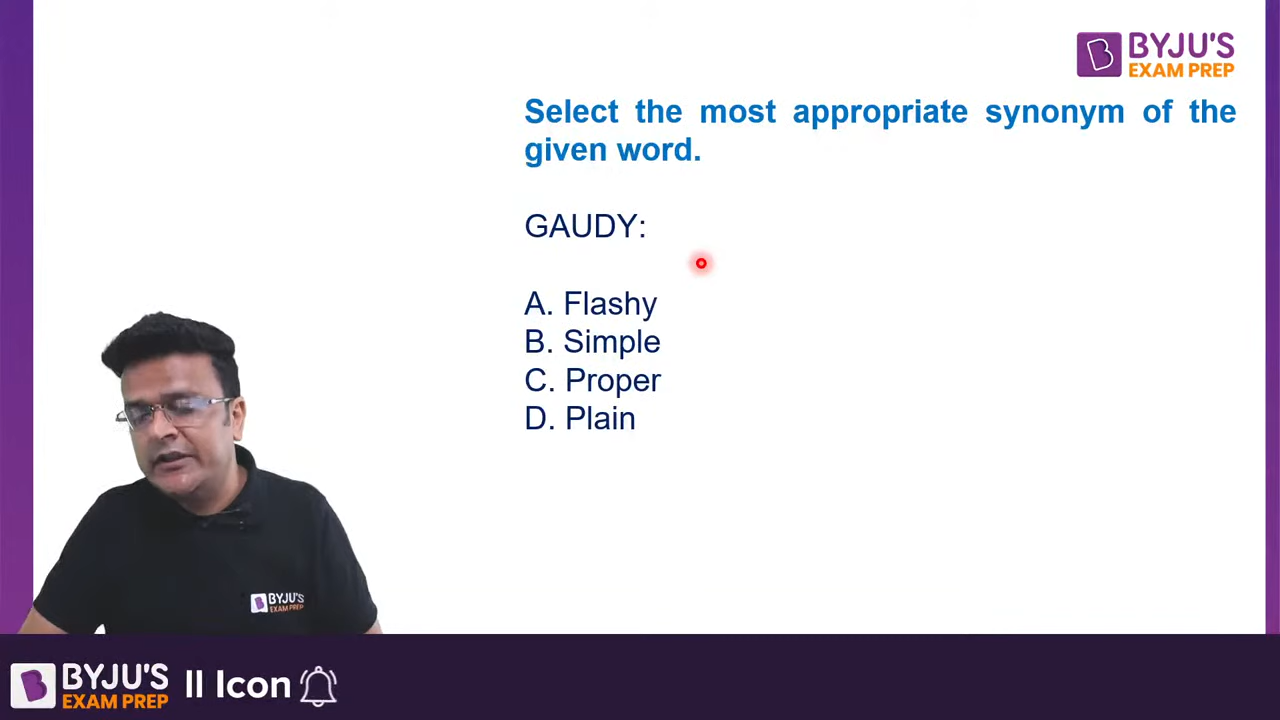 BYJU'S
EXAM PREP
Select the most appropriate synonym of the
given word.
GAUDY:
A. Flashy
B. Simple
C. Proper
D. Plain
BYJU'S
EXAM PREP
BYJU'S
EXAM PREP
ll Icon